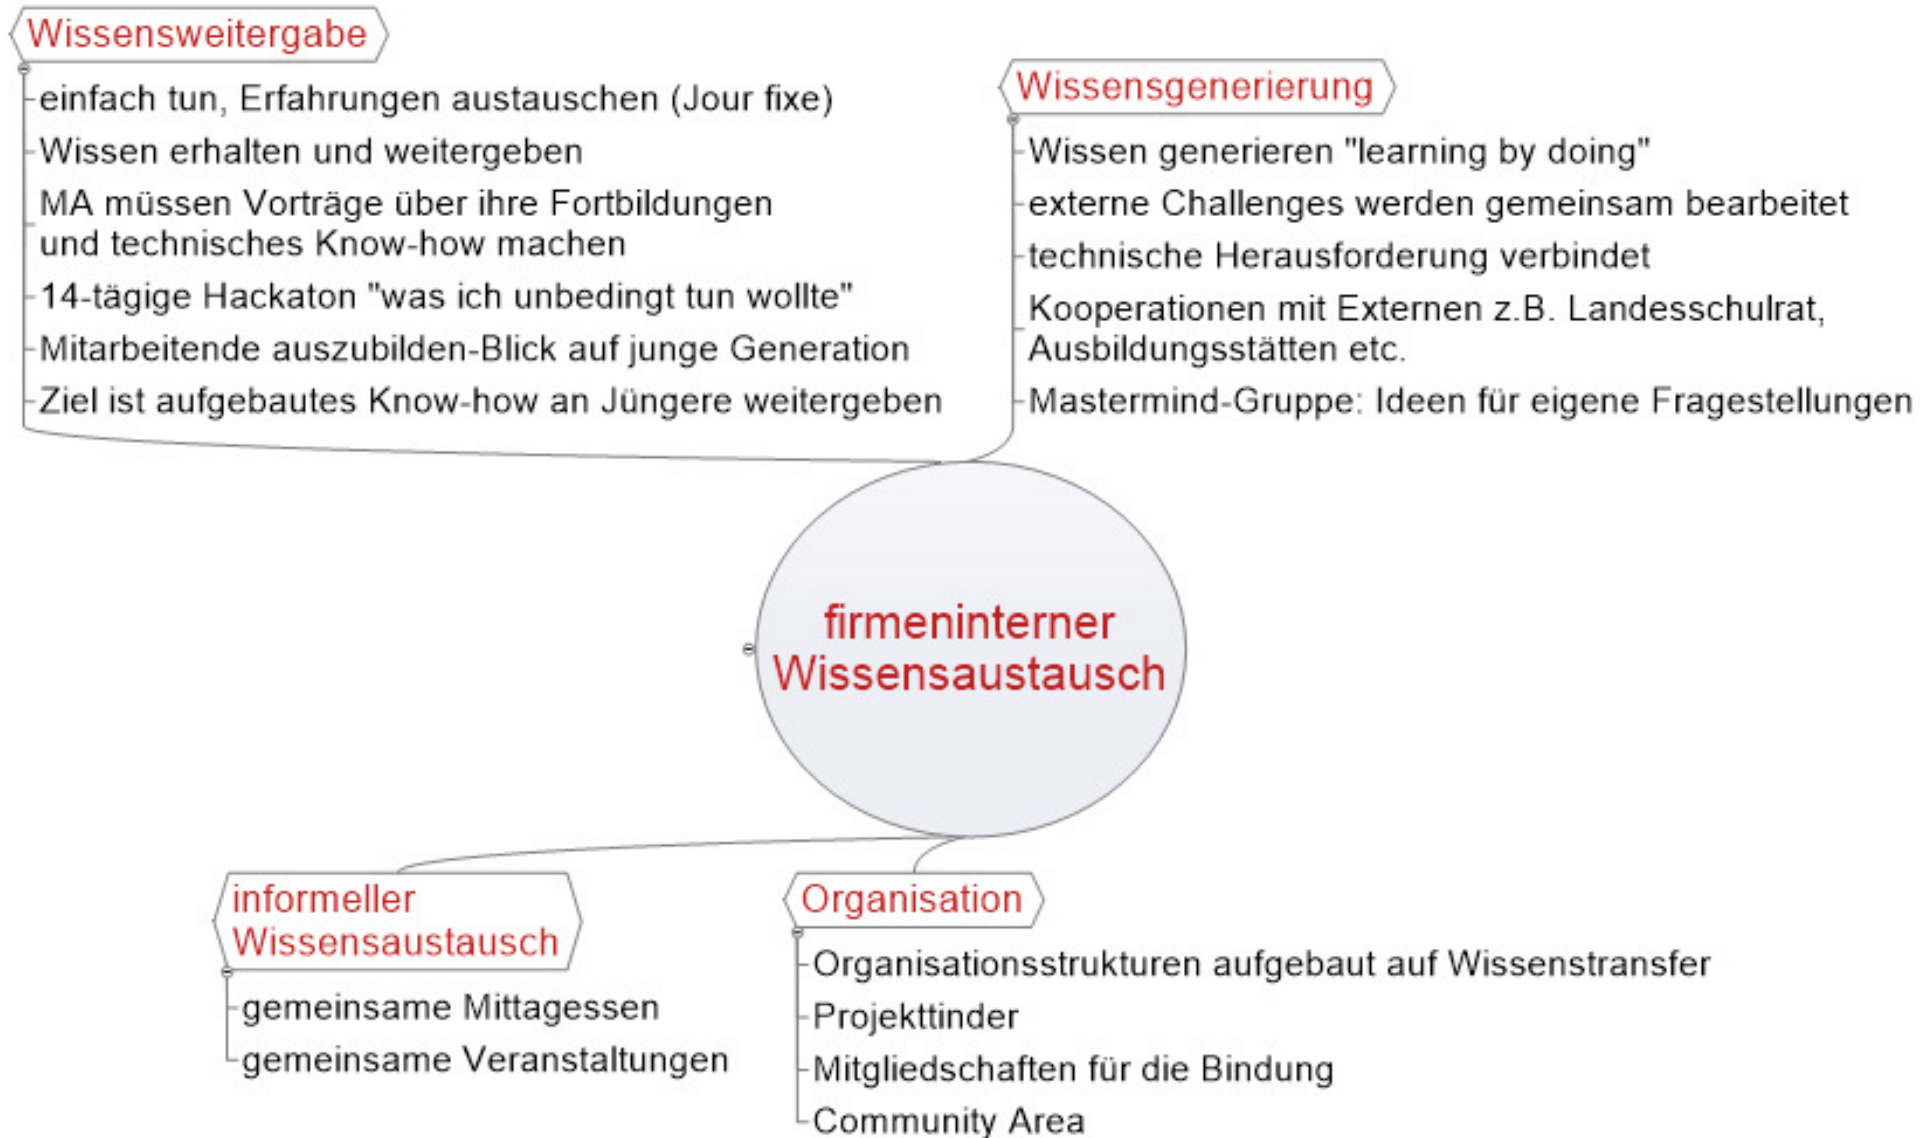 Wissensweitergabe
einfach tun, Erfahrungen austauschen (Jour fixe)
Wissen erhalten und weitergeben
MA müssen Vorträge über ihre Fortbildungen
und technisches Know-how machen
14-tägige Hackaton "was ich unbedingt tun wollte"
Mitarbeitende auszubilden-Blick auf junge Generation
Ziel ist aufgebautes Know-how an Jüngere weitergeben
Wissensgenerierung
Wissen generieren "learning by doing"
externe Challenges werden gemeinsam bearbeitet
technische Herausforderung verbindet
Kooperationen mit Externen z.B. Landesschulrat,
Ausbildungsstätten etc.
Mastermind-Gruppe: Ideen für eigene Fragestellungen
firmeninterner
Wissensaustausch
informeller
Wissensaustausch
gemeinsame Mittagessen
gemeinsame Veranstaltungen
Organisation
Organisationsstrukturen aufgebaut auf Wissenstransfer
Projekttinder
Mitgliedschaften für die Bindung
Community Area